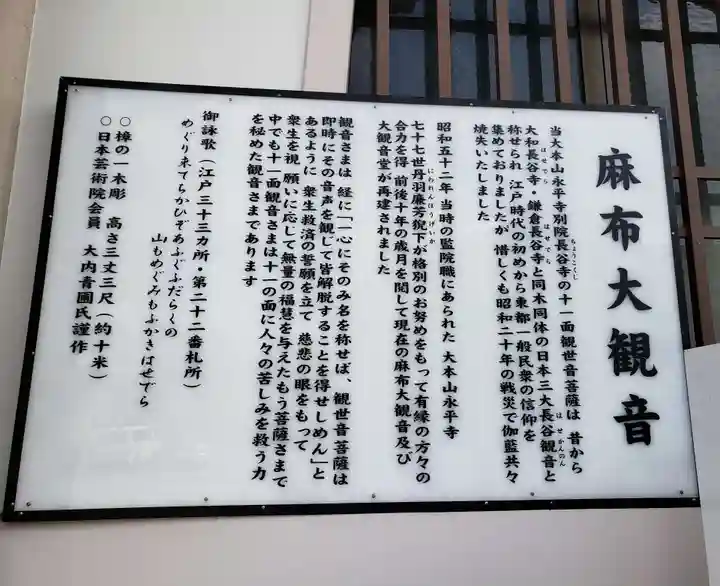 麻布大観音
当大本山永平寺別院長谷寺の十一面観世音菩薩は 昔から
大和長谷寺・鎌倉長谷寺と同木同体の日本三大長谷観音と
称せられ 江戸時代の初めから東都一般民衆の信仰を
集めておりましたが 惜しくも昭和二十年の戦災で伽藍共々
焼失いたしました
昭和五十二年 当時の監院職にあられた 大本山永平寺
七十七世丹羽廉芳猊下が格別のお努めをもって有縁の方々の
合力を得 前後十年の歳月を閲して現在の麻布大観音及び
大観音堂が再建されました
観音さまは 経に「一心にそのみ名を称せば、観世音菩薩は
即時にその音声を観じて皆解脱することを得せしめん」と
あるように 衆生救済の誓願を立て 慈悲の眼をもって
衆生を視 願いに応じて無量の福慧を与えたもう菩薩さまで
中でも十一面観音さまは十一の面に人々の苦しみを救う力
を秘めた観音さまであります
御詠歌(江戸三十三カ所・第二十二番札所)
めぐり来てちかひぞあふぐふだらくの
山もめぐみもふかきはせでら
○樟の一木彫 高さ三丈三尺(約十米)
○日本芸術院会員 大内青圃氏謹作